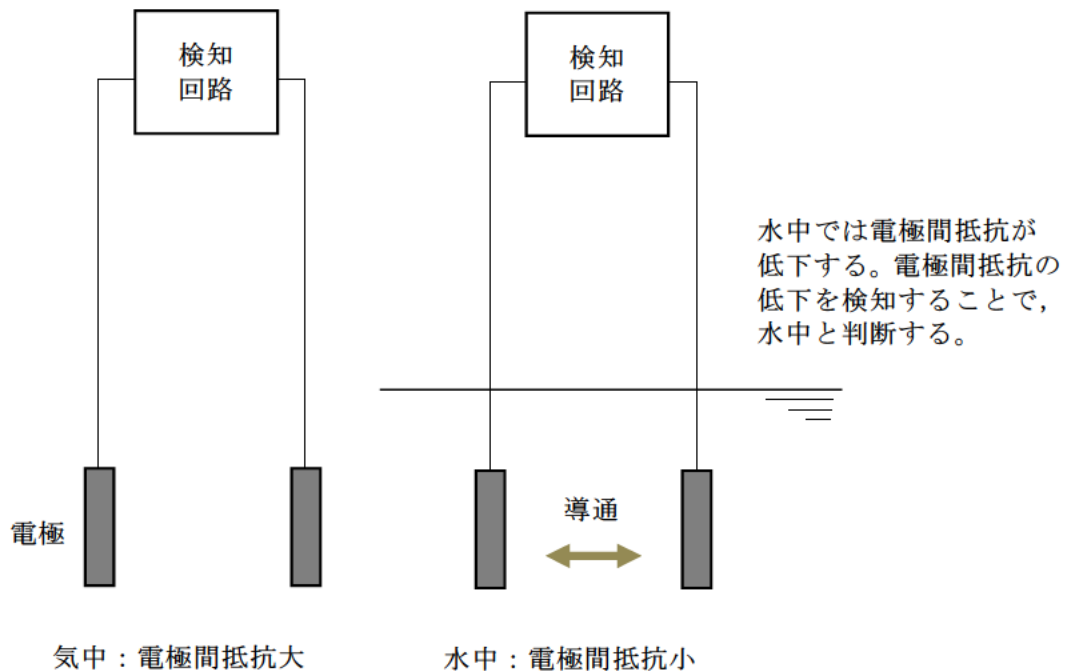 検知
回路
検知
回路
水中では電極間抵抗が
低下する。電極間抵抗の
低下を検知することで，
水中と判断する。
電極
導通
気中：電極間抵抗大
水中：電極間抵抗小